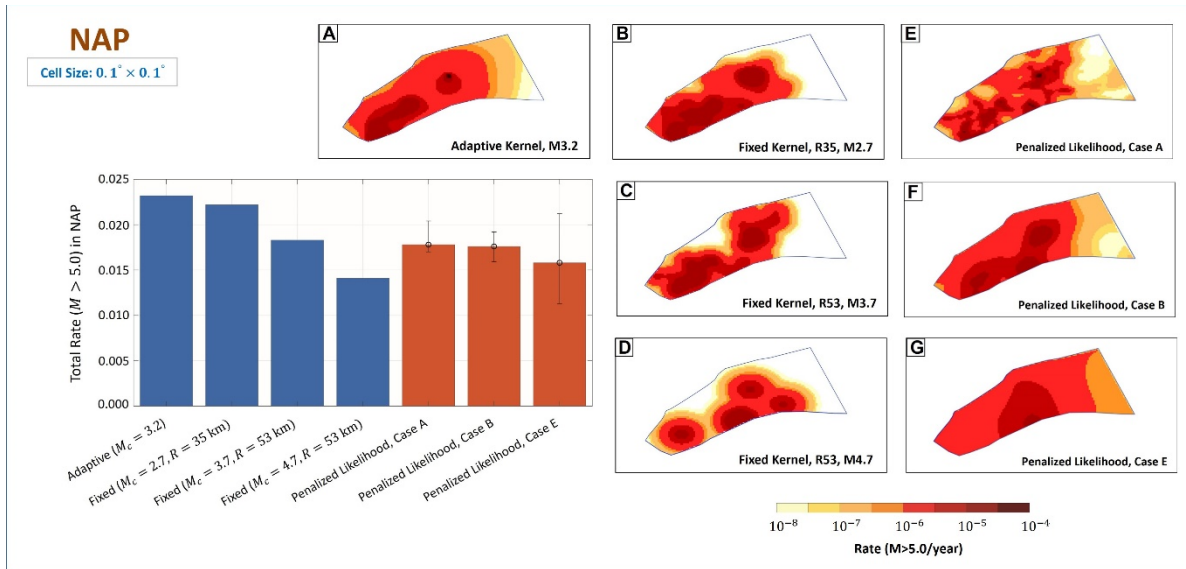 NAP
Cell Size: 0.1° × 0.1°
A
Adaptive Kernel, M3.2
B
Fixed Kernel, R35, M2.7
E
Penalized Likelihood, Case A
C
Fixed Kernel, R53, M3.7
F
Penalized Likelihood, Case B
D
Fixed Kernel, R53, M4.7
G
Penalized Likelihood, Case E
Total Rate (M > 5.0) in NAP
0.025
0.020
0.015
0.010
0.005
0.000
Adaptive (M_c = 3.2)
Fixed (M_c = 2.7, R = 35 km)
Fixed (M_c = 3.7, R = 53 km)
Fixed (M_c = 4.7, R = 53 km)
Penalized Likelihood, Case A
Penalized Likelihood, Case B
Penalized Likelihood, Case E
10⁻⁸ 10⁻⁷ 10⁻⁶ 10⁻⁵ 10⁻⁴
Rate (M>5.0/year)